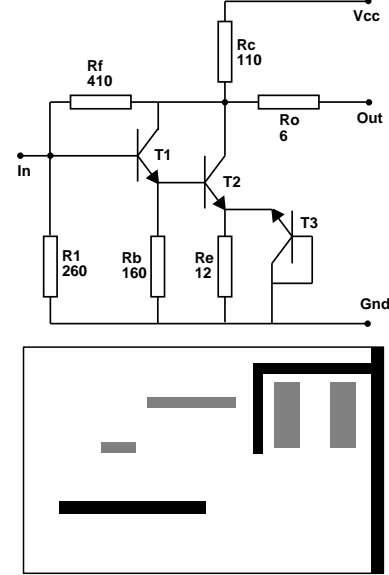 Vcc
Rc
110
Rf
410
Ro
6
Out
In
T1
T2
T3
R1
260
Rb
160
Re
12
Gnd